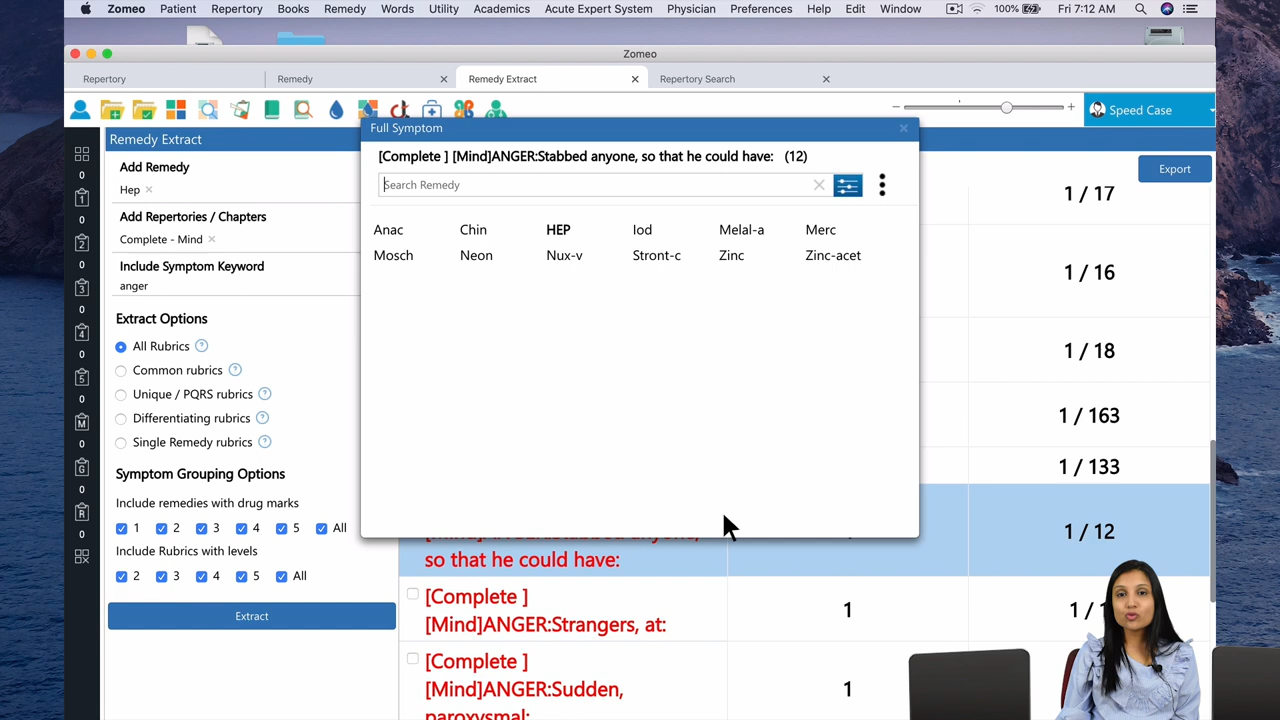 Zomeo Patient Repertory Books Remedy Words Utility Academics Acute Expert System Physician Preferences Help Edit Window 100% Fri 7:12 AM
Zomeo
Repertory Remedy Remedy Extract Repertory Search
Speed Case
Remedy Extract
Export
Add Remedy
Hep
Add Repertories / Chapters
Complete - Mind
Include Symptom Keyword
anger
Extract Options
All Rubrics
Common rubrics
Unique / PQRS rubrics
Differentiating rubrics
Single Remedy rubrics
Symptom Grouping Options
Include remedies with drug marks
1 2 3 4 5 All
Include Rubrics with levels
2 3 4 5 All
Extract
0
1
0
2
0
3
0
4
0
5
0
M
0
G
0
R
0
Full Symptom
[Complete ] [Mind]ANGER:Stabbed anyone, so that he could have: (12)
Search Remedy
Anac Chin HEP Iod Melal-a Merc
Mosch Neon Nux-v Stront-c Zinc Zinc-acet
1 / 17
1 / 16
1 / 18
1 / 163
1 / 133
1 / 12
so that he could have:
[Complete ]
[Mind]ANGER:Strangers, at:
1
[Complete ]
[Mind]ANGER:Sudden,
paroxysmal:
1